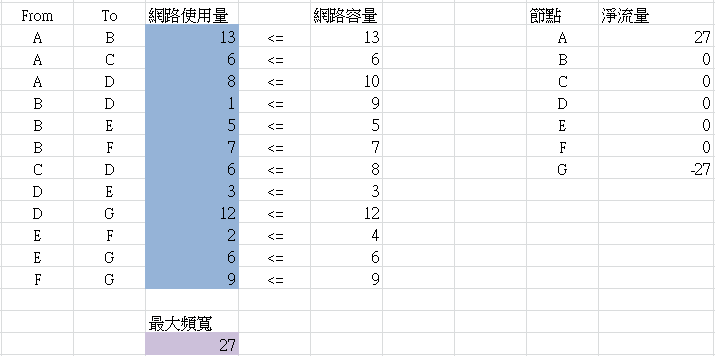 From To 網路使用量 網路容量 節點 淨流量
A B 13 <= 13 A 27
A C 6 <= 6 B 0
A D 8 <= 10 C 0
B D 1 <= 9 D 0
B E 5 <= 5 E 0
B F 7 <= 7 F 0
C D 6 <= 8 G -27
D E 3 <= 3
D G 12 <= 12
E F 2 <= 4
E G 6 <= 6
F G 9 <= 9
最大頻寬
27